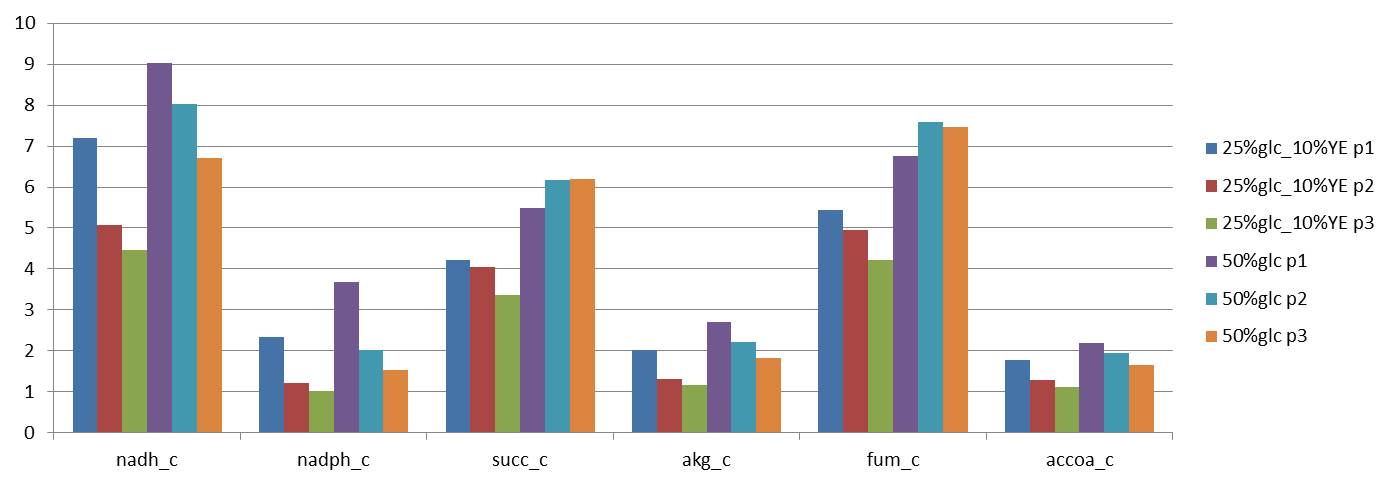 10
9
8
7
6
5
4
3
2
1
0
nadh_c nadph_c succ_c akg_c fum_c accoa_c
25%glc_10%YE p1
25%glc_10%YE p2
25%glc_10%YE p3
50%glc p1
50%glc p2
50%glc p3